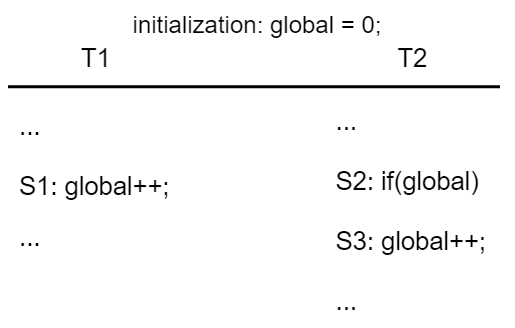 initialization: global = 0;
T1 T2
... ...
S1: global++; S2: if(global)
... S3: global++;
...